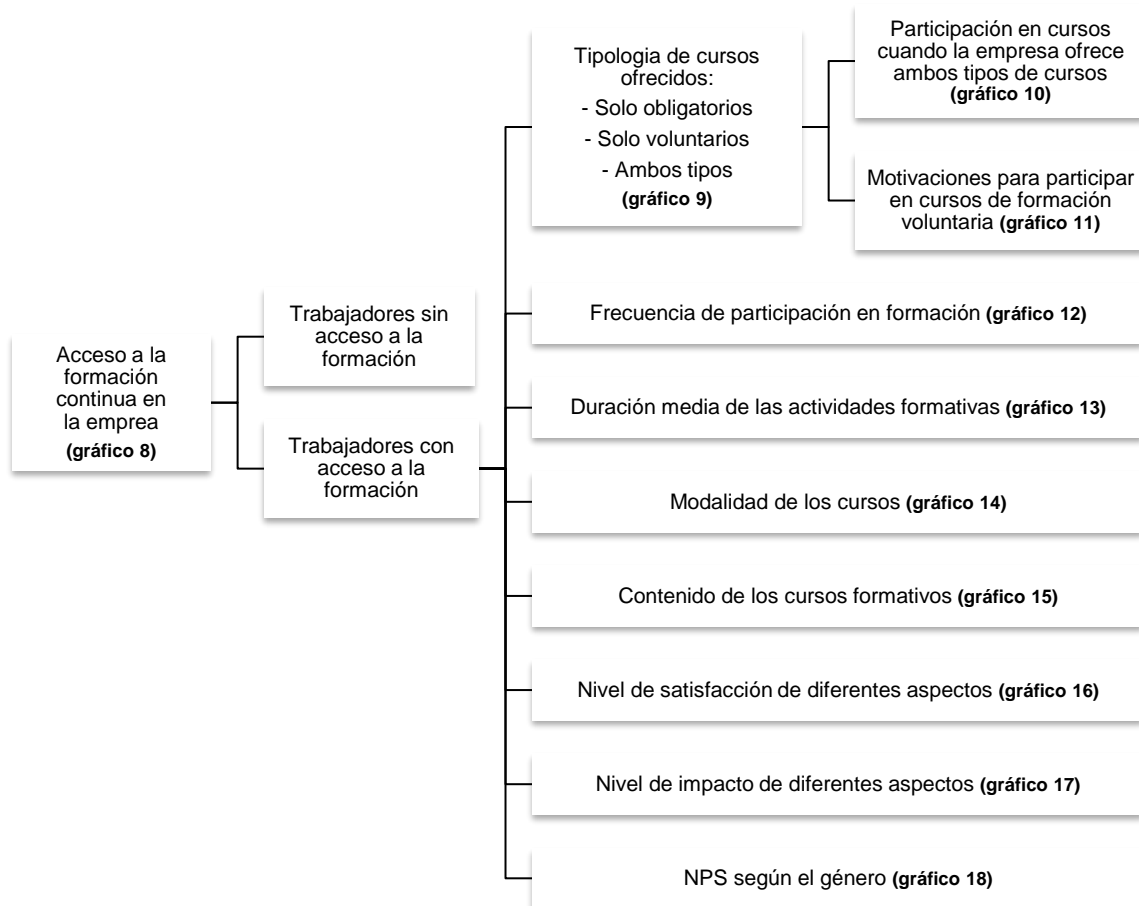 Acceso a la
formación
continua en
la emprea
(gráfico 8)
Trabajadores sin
acceso a la
formación
Trabajadores con
acceso a la
formación
Tipologia de cursos
ofrecidos:
- Solo obligatorios
- Solo voluntarios
- Ambos tipos
(gráfico 9)
Participación en cursos
cuando la empresa ofrece
ambos tipos de cursos
(gráfico 10)
Motivaciones para participar
en cursos de formación
voluntaria (gráfico 11)
Frecuencia de participación en formación (gráfico 12)
Duración media de las actividades formativas (gráfico 13)
Modalidad de los cursos (gráfico 14)
Contenido de los cursos formativos (gráfico 15)
Nivel de satisfacción de diferentes aspectos (gráfico 16)
Nivel de impacto de diferentes aspectos (gráfico 17)
NPS según el género (gráfico 18)